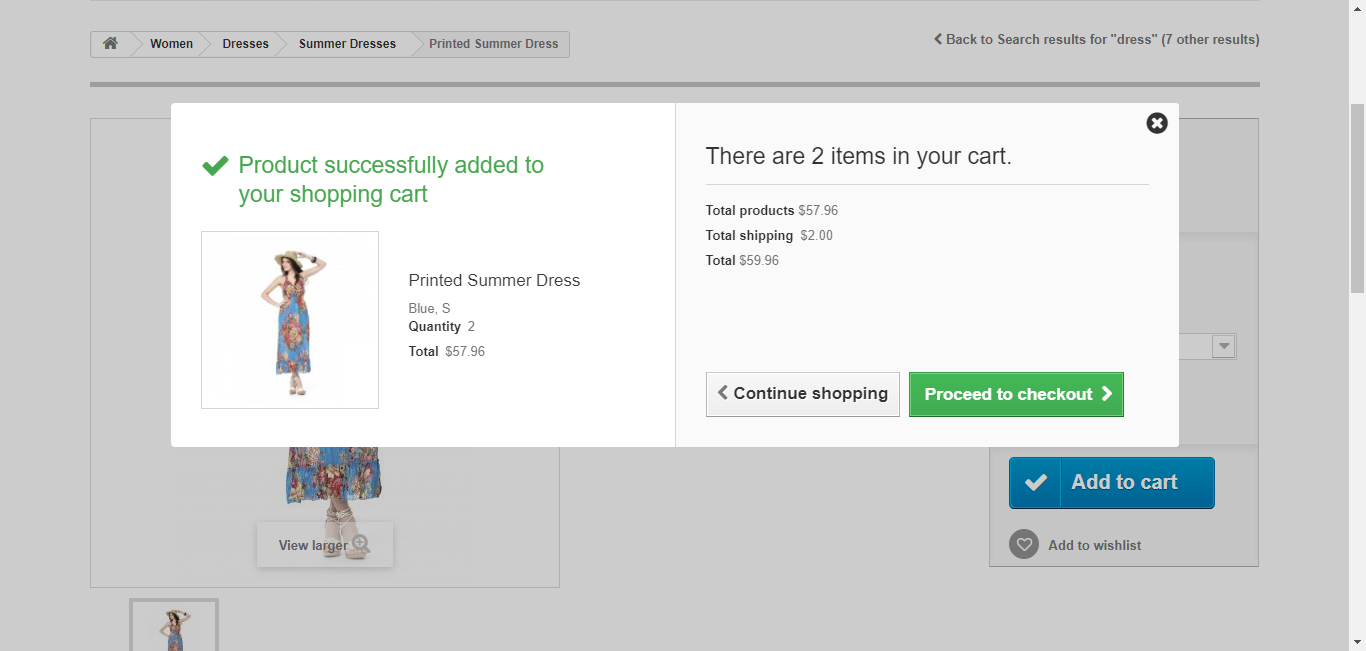 Women
Dresses
Summer Dresses
Printed Summer Dress
Back to Search results for "dress" (7 other results)
Product successfully added to
your shopping cart
Printed Summer Dress
Blue, S
Quantity 2
Total $57.96
There are 2 items in your cart.
Total products $57.96
Total shipping $2.00
Total $59.96
Continue shopping
Proceed to checkout
Add to cart
View larger
Add to wishlist